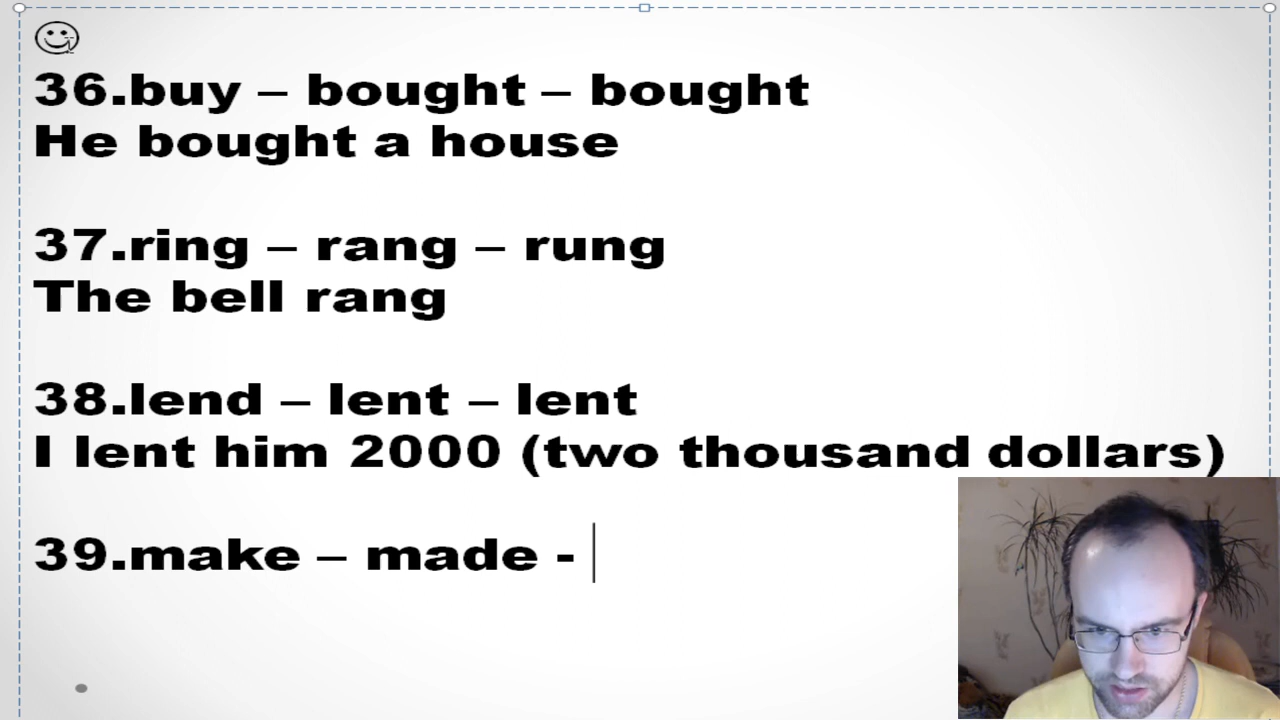 36.buy – bought – bought
He bought a house
37.ring – rang – rung
The bell rang
38.lend – lent – lent
I lent him 2000 (two thousand dollars)
39.make – made -